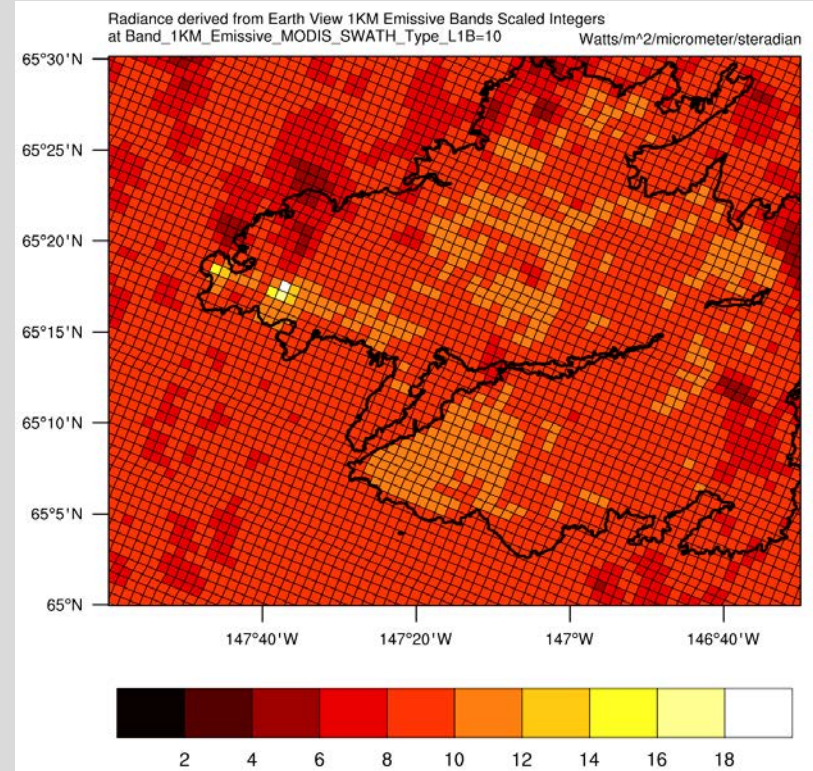 Radiance derived from Earth View 1KM Emissive Bands Scaled Integers
at Band_1KM_Emissive_MODIS_SWATH_Type_L1B=10 Watts/m^2/micrometer/steradian
65°30'N
65°25'N
65°20'N
65°15'N
65°10'N
65°5'N
65°N
147°40'W 147°20'W 147°W 146°40'W
2 4 6 8 10 12 14 16 18